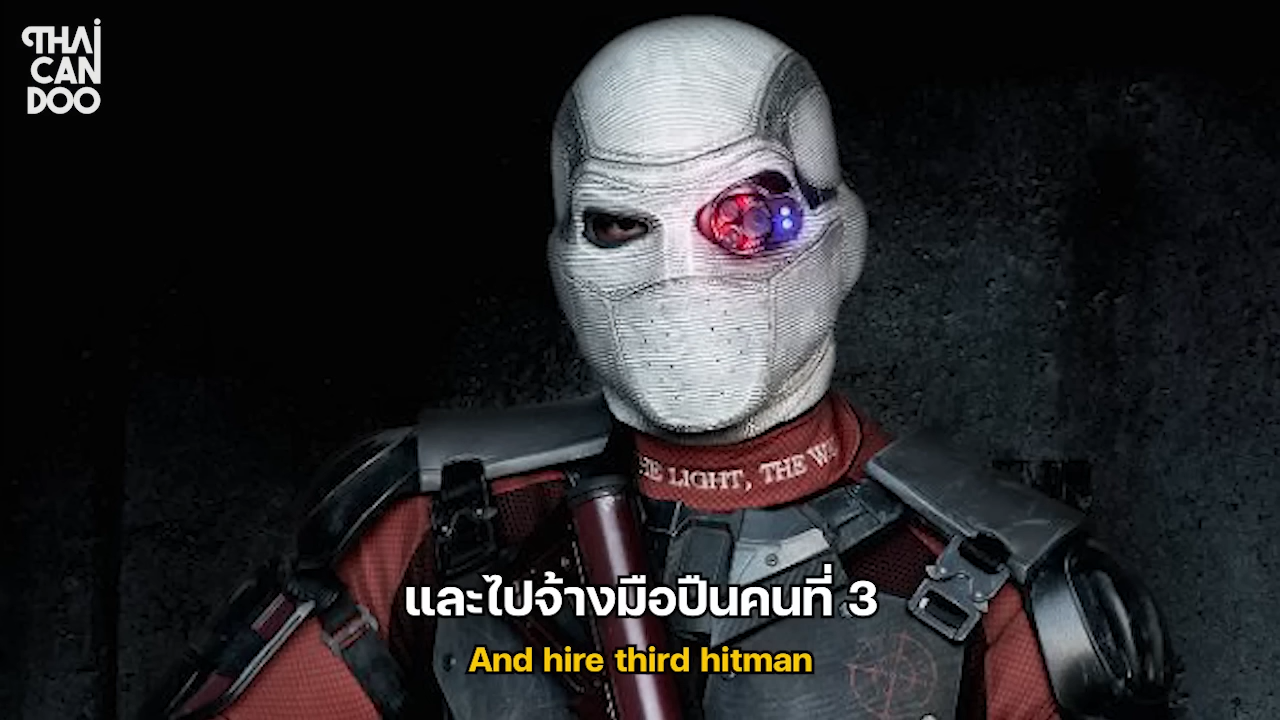 THAI
CAN
DOO
HE LIGHT, THE W
และไปจ้างมือปืนคนที่ 3
And hire third hitman